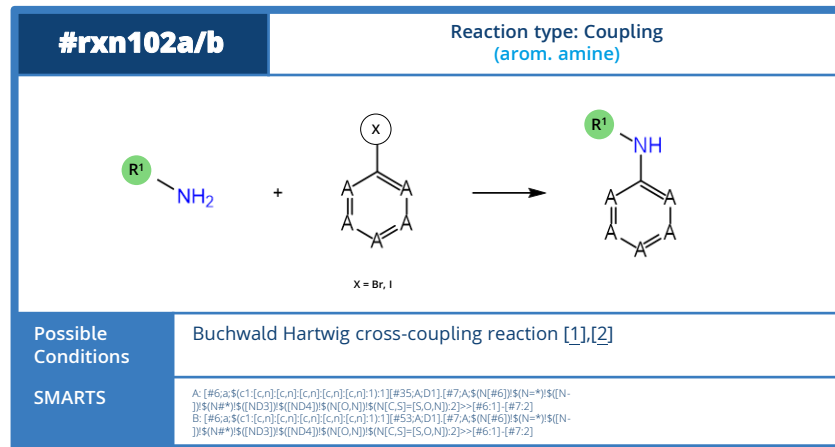 #rxn102a/b
Reaction type: Coupling
(arom. amine)
R¹
NH₂
+
X
A
A
A
A
A
X = Br, I
R¹
NH
A
A
A
A
A
Possible
Conditions
Buchwald Hartwig cross-coupling reaction [1],[2]
SMARTS
A: [#6;a;$(c1:[c,n]:[c,n]:[c,n]:[c,n]:[c,n]:1):1][#35;A;D1].[#7;A;$(N[#6])!$(N=*)!$([N-
])!$(N#*)!$([ND3])!$([ND4])!$(N[O,N])!$(N[C,S]=[S,O,N]):2]>>[#6:1]-[#7:2]
B: [#6;a;$(c1:[c,n]:[c,n]:[c,n]:[c,n]:[c,n]:1):1][#53;A;D1].[#7;A;$(N[#6])!$(N=*)!$([N-
])!$(N#*)!$([ND3])!$([ND4])!$(N[O,N])!$(N[C,S]=[S,O,N]):2]>>[#6:1]-[#7:2]